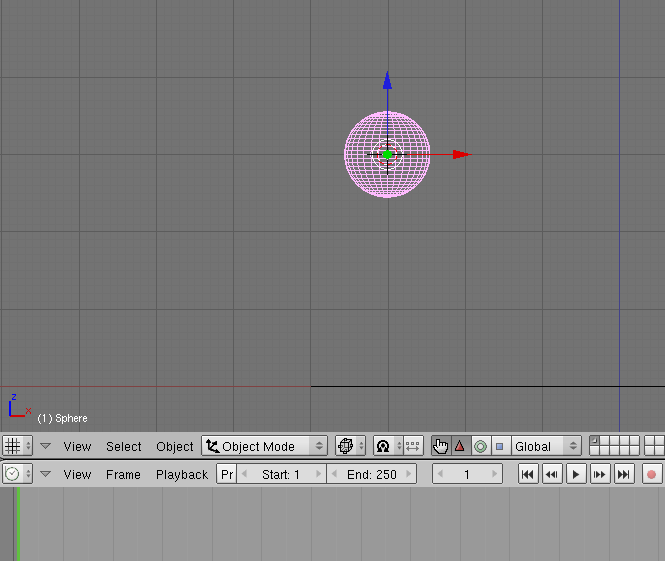 z
x
(1) Sphere
View Select Object Object Mode Global
View Frame Playback Pr Start: 1 End: 250 1